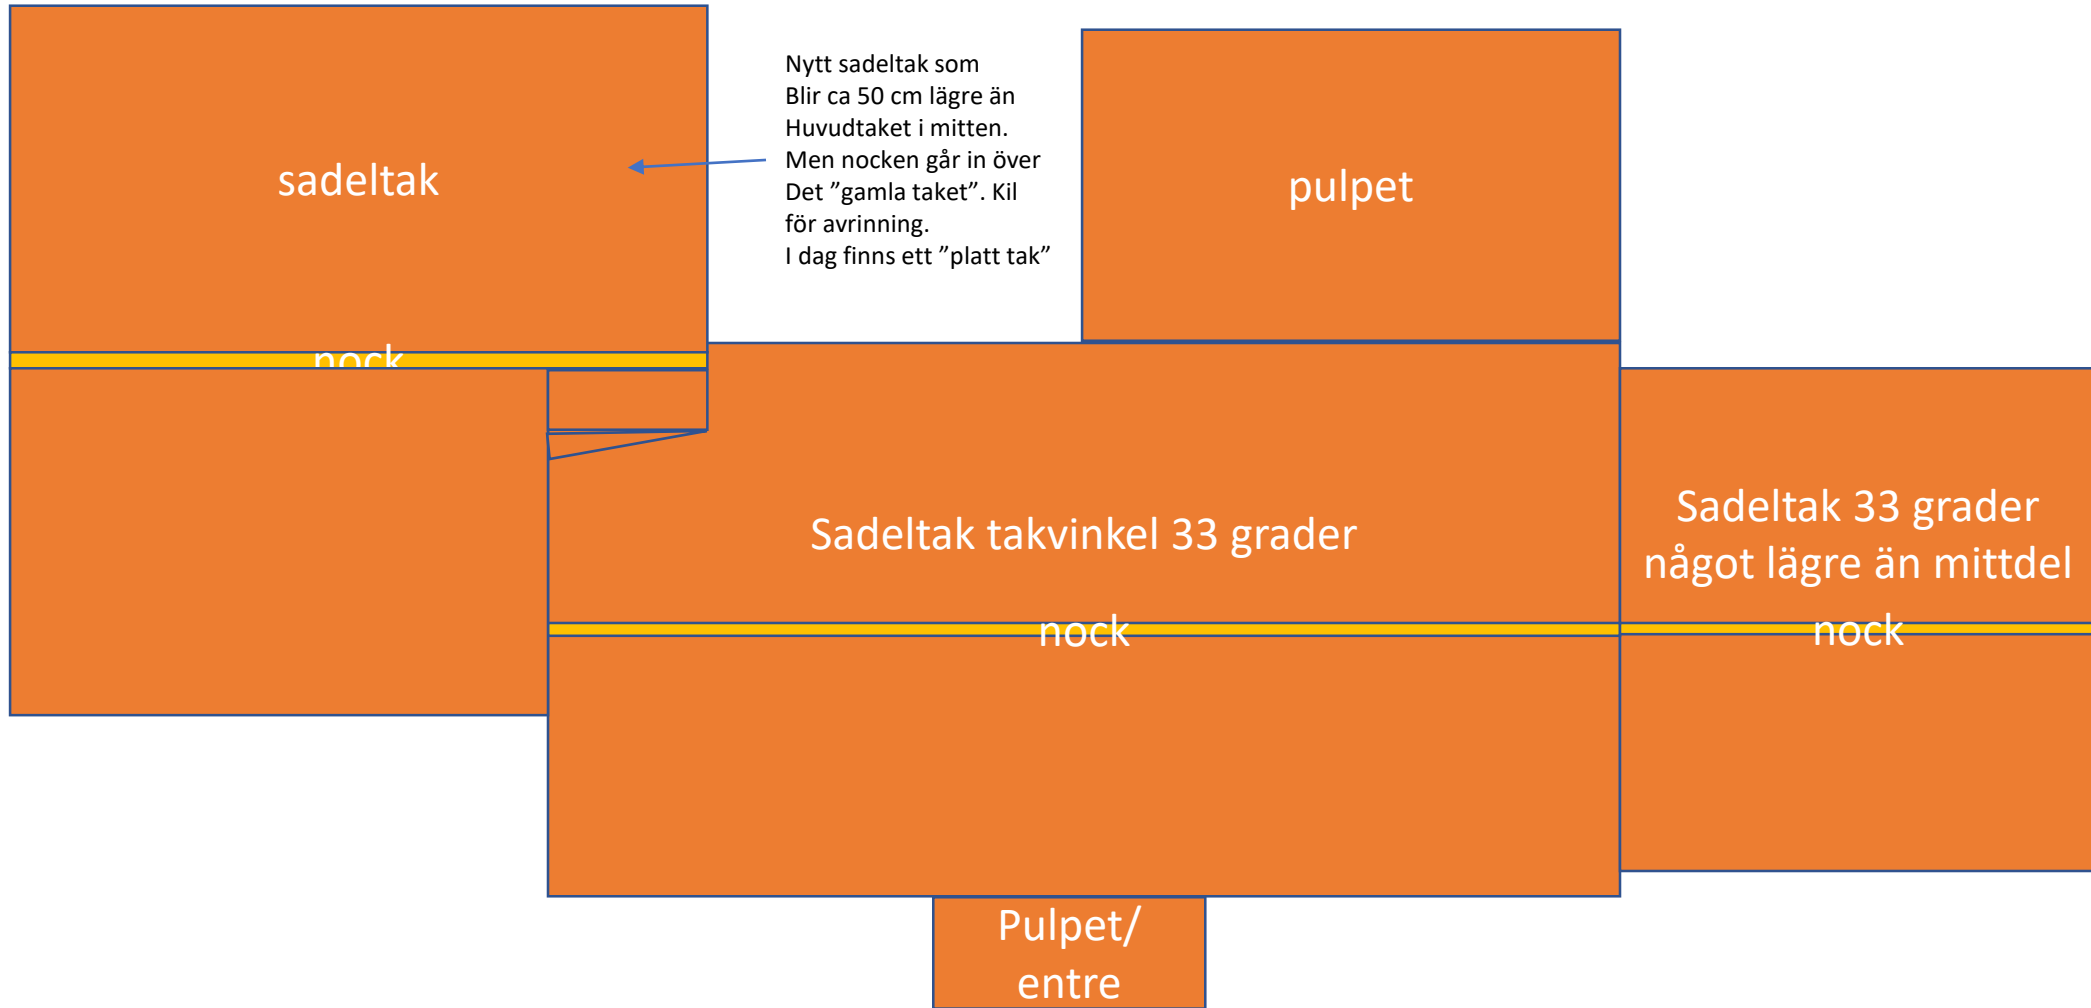 Nytt sadeltak som
Blir ca 50 cm lägre än
Huvudtaket i mitten.
Men nocken går in över
Det ”gamla taket”. Kil
för avrinning.
I dag finns ett ”platt tak”
sadeltak
pulpet
nock
Sadeltak takvinkel 33 grader
Sadeltak 33 grader
något lägre än mittdel
nock
nock
Pulpet/
entre